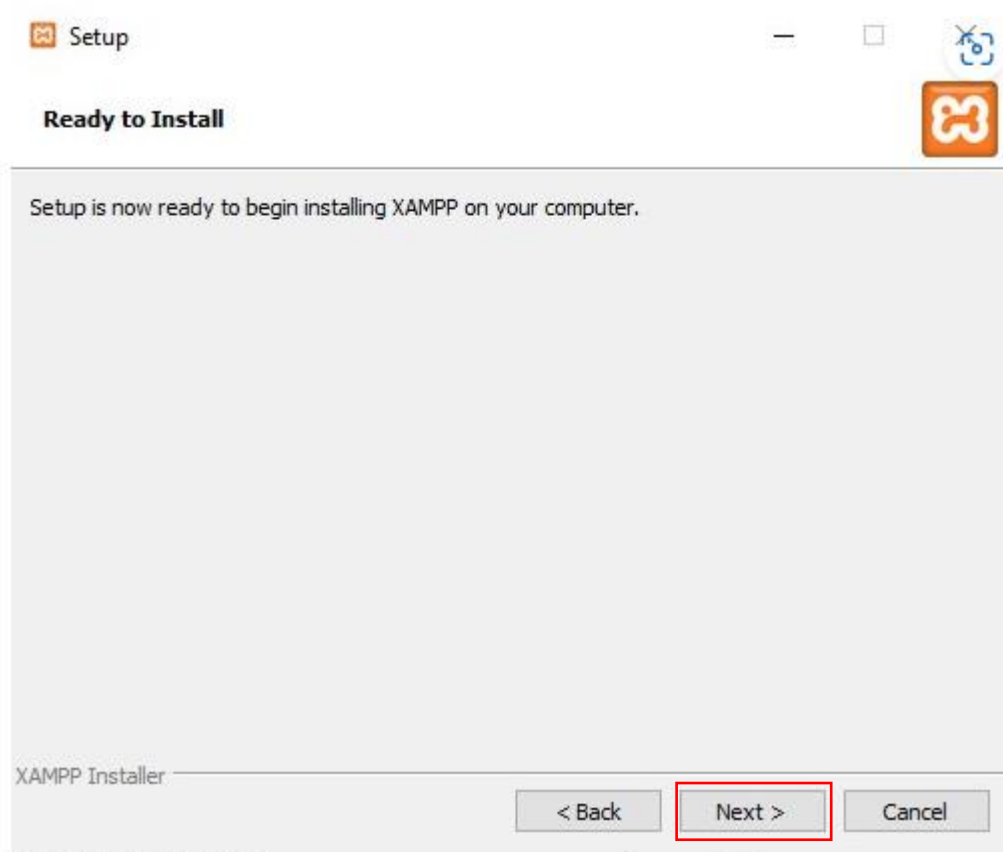 Setup
Ready to Install
Setup is now ready to begin installing XAMPP on your computer.
XAMPP Installer
< Back
Next >
Cancel